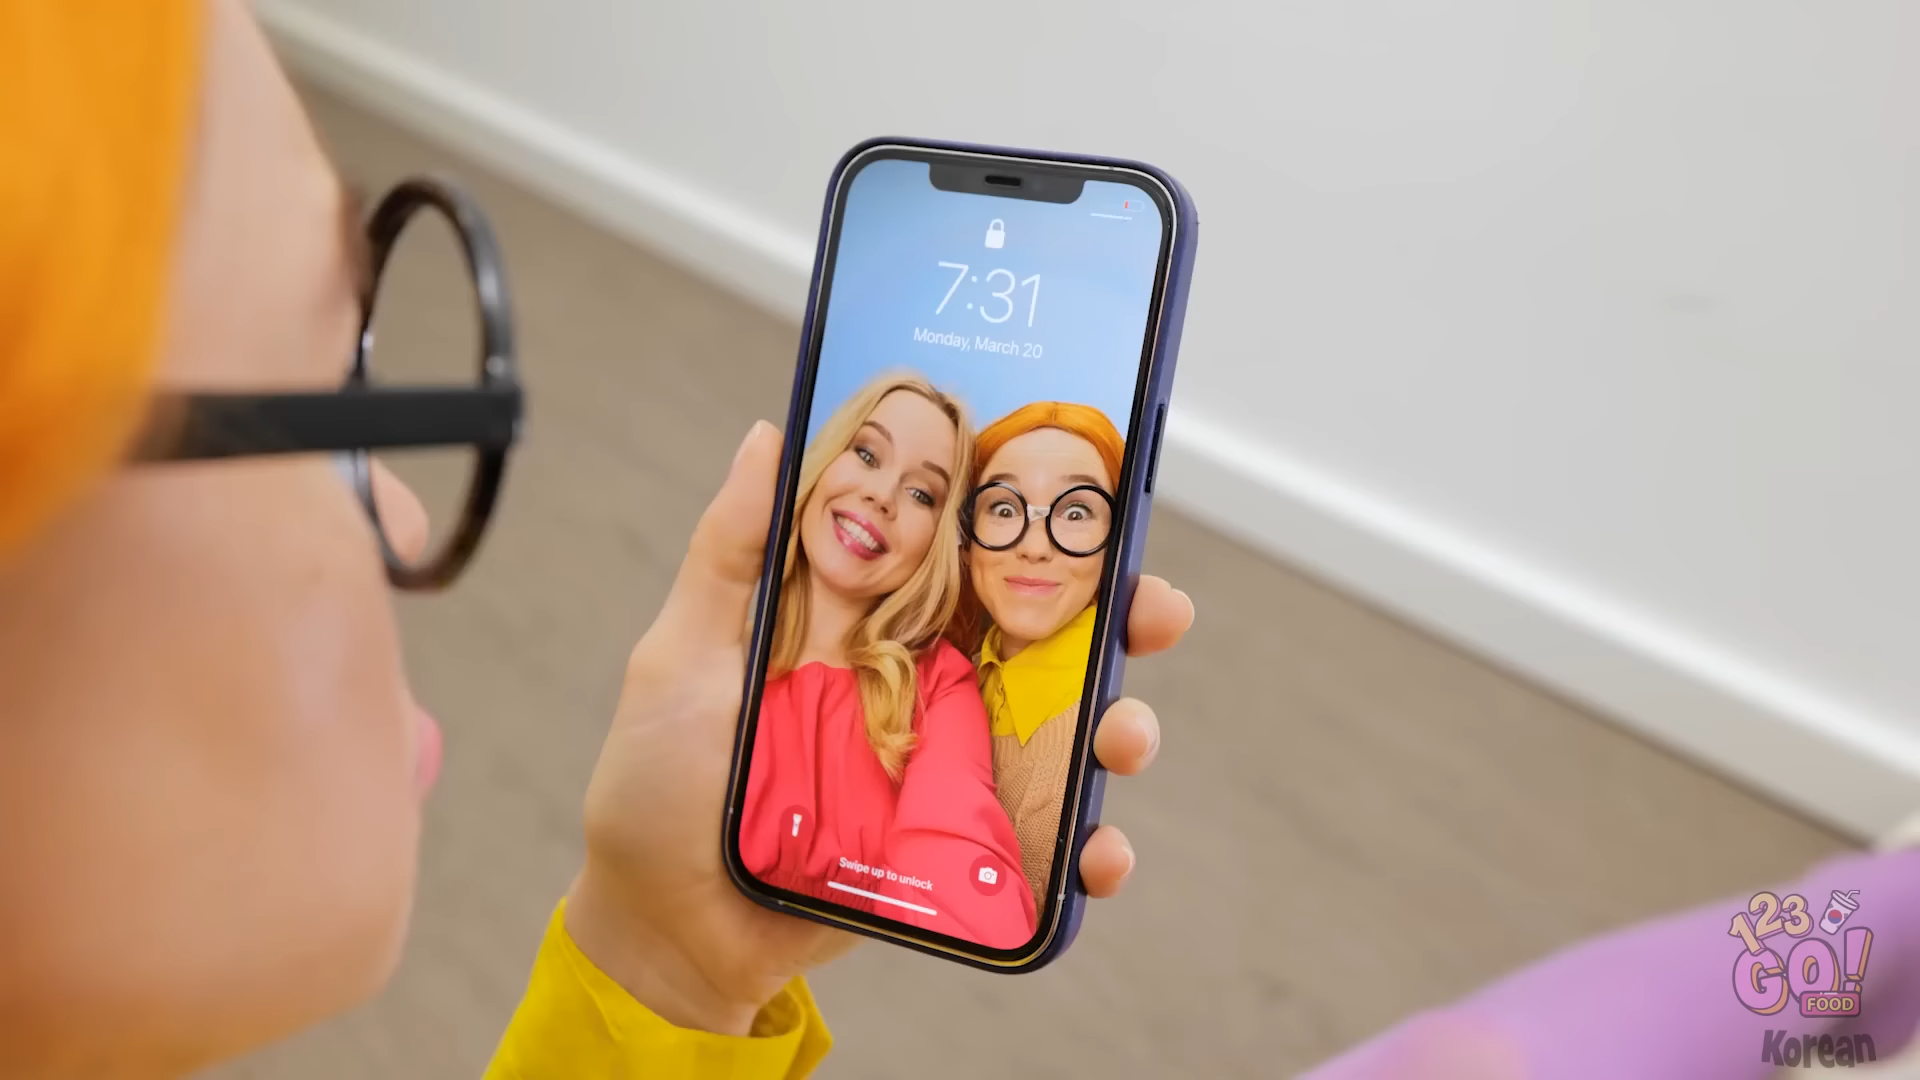 7:31
Monday, March 20
Swipe up to unlock
123
GO!
FOOD
Korean